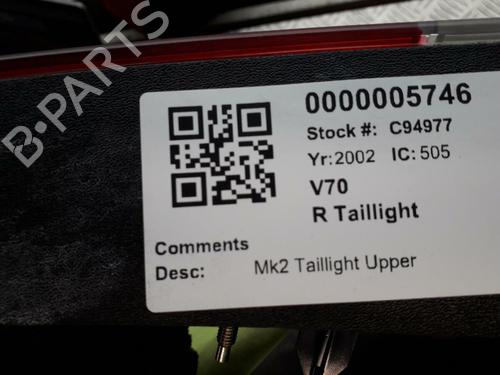 B-PARTS
0000005746
Stock #: C94977
Yr:2002 IC:505
V70
R Taillight
Comments
Desc: Mk2 Taillight Upper